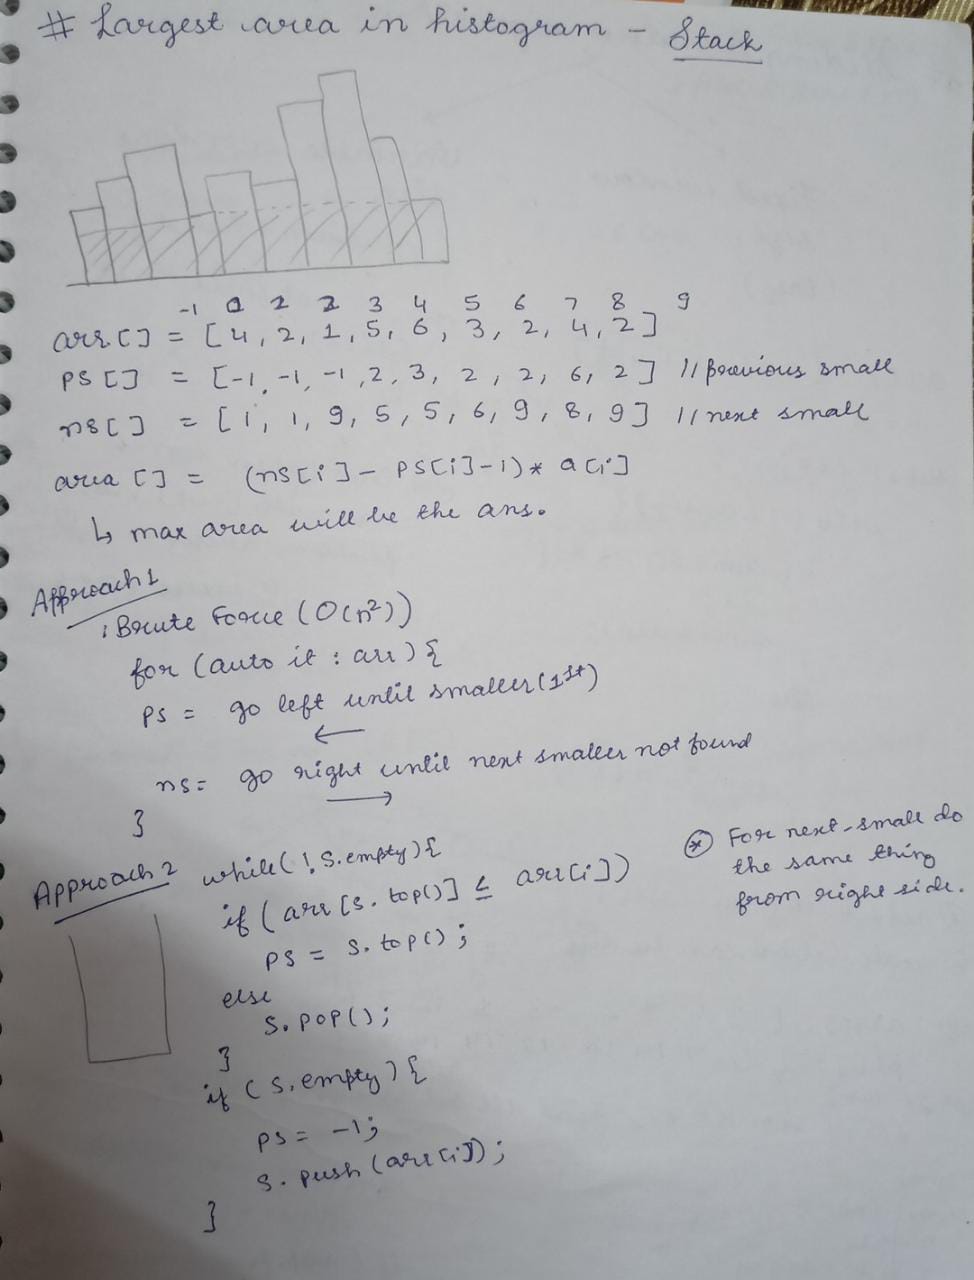 # Largest area in histogram - Stack
-1 0 1 2 3 4 5 6 7 8 9
arr[] = [4, 2, 1, 5, 6, 3, 2, 4, 2]
PS[] = [-1, -1, -1, 2, 3, 2, 2, 6, 2] // Previous small
ns[] = [1, 1, 9, 5, 5, 6, 9, 8, 9] // next small
area [] = (ns[i] - PS[i]-1) * a[i]
↳ max area will be the ans.
Approach 1
: Brute Force (O(n²))
for (auto it : arr) {
PS = go left until smaller (1st)
←
ns = go right until next smaller not found
→
}
Approach 2 while(!S.empty){
if (arr[s.top()] ≤ arr[i])
PS = s.top();
else
s.pop();
}
if (s.empty) {
PS = -1;
s.push(arr[i]);
}
* For next-small do
the same thing
from right side.